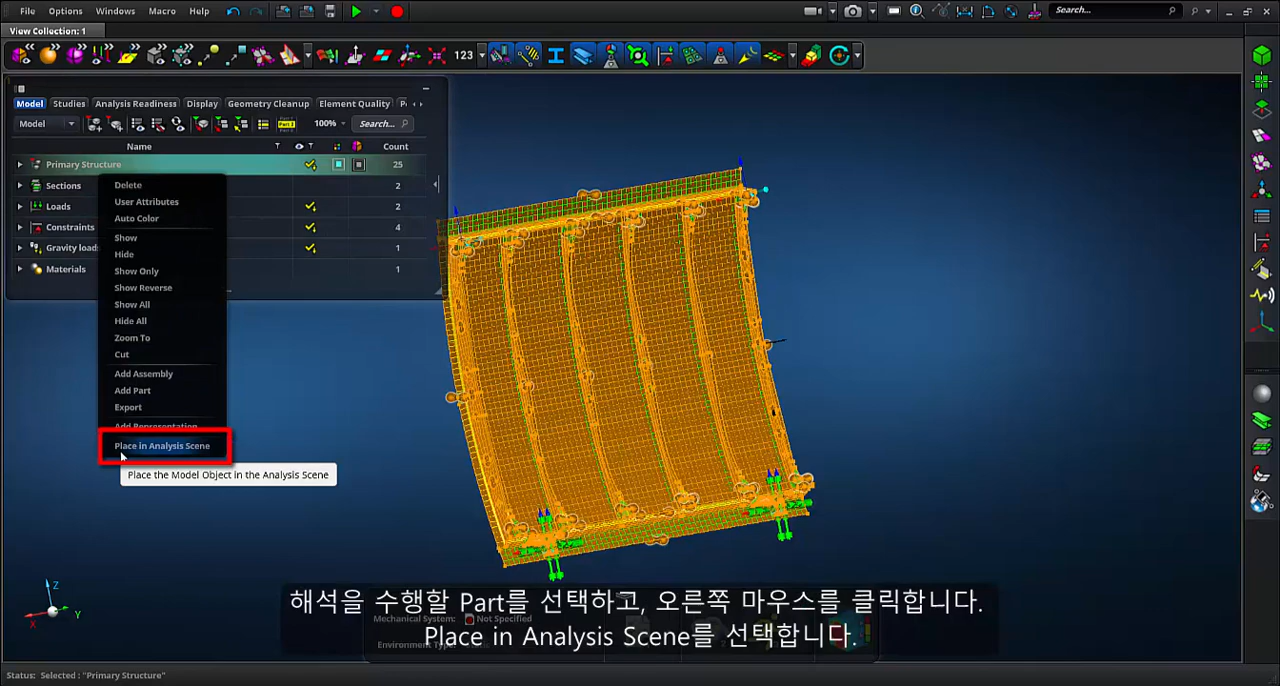 File Options Windows Macro Help Search...
View Collection: 1
123
Model Studies Analysis Readiness Display Geometry Cleanup Element Quality
Model 100% Search...
Name Count
Primary Structure 25
Sections 2
Loads 2
Constraints 4
Gravity loads 1
Materials 1
Delete
User Attributes
Auto Color
Show
Hide
Show Only
Show Reverse
Show All
Hide All
Zoom To
Cut
Add Assembly
Add Part
Export
Add Representation
Place in Analysis Scene
Place the Model Object in the Analysis Scene
Z
X
Y
해석을 수행할 Part를 선택하고, 오른쪽 마우스를 클릭합니다.
Mechanical System: Not Specified
Place in Analysis Scene를 선택합니다.
Environment
Status: Selected : "Primary Structure"